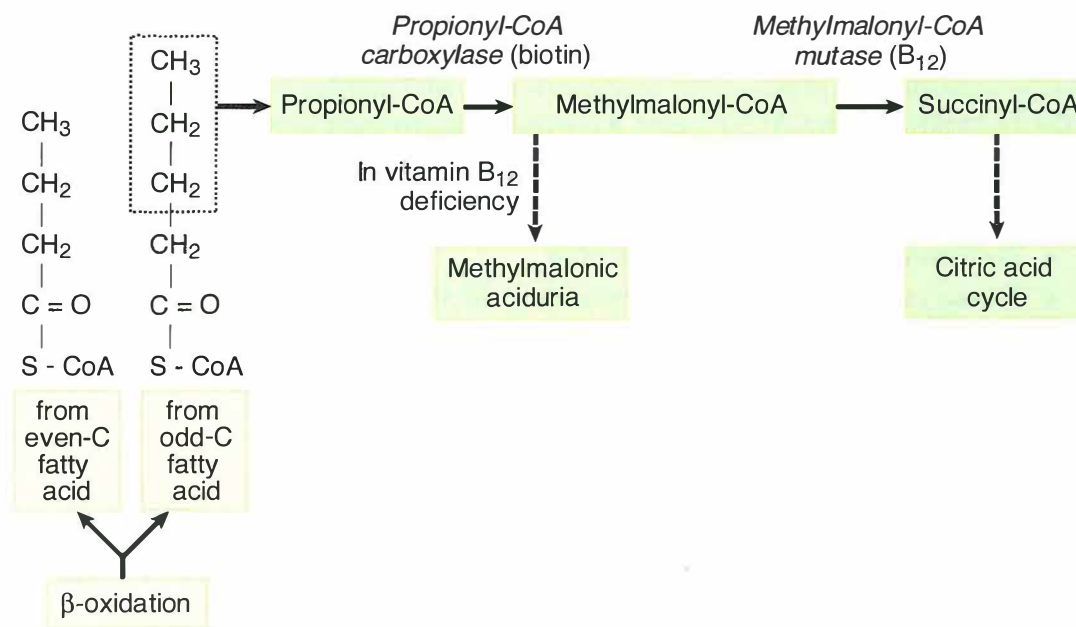 Propionyl-CoA
carboxylase (biotin)
Methylmalonyl-CoA
mutase (B12)
Propionyl-CoA
Methylmalonyl-CoA
Succinyl-CoA
In vitamin B12
deficiency
Methylmalonic
aciduria
Citric acid
cycle
CH3
CH2
CH2
C = O
S - CoA
from
even-C
fatty
acid
CH3
CH2
CH2
CH2
C = O
S - CoA
from
odd-C
fatty
acid
β-oxidation